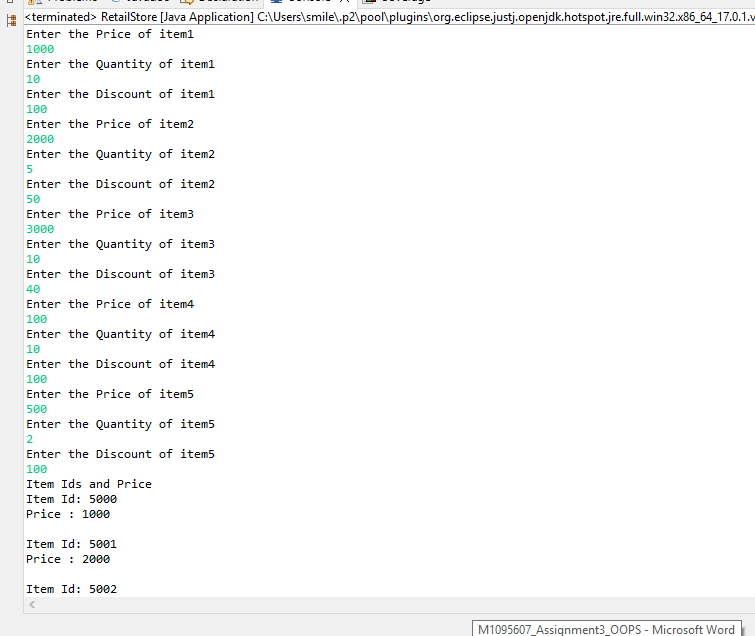 <terminated> RetailStore [Java Application] C:\Users\smile\.p2\pool\plugins\org.eclipse.justj.openjdk.hotspot.jre.full.win32.x86_64_17.0.1.v
Enter the Price of item1
1000
Enter the Quantity of item1
10
Enter the Discount of item1
100
Enter the Price of item2
2000
Enter the Quantity of item2
5
Enter the Discount of item2
50
Enter the Price of item3
3000
Enter the Quantity of item3
10
Enter the Discount of item3
40
Enter the Price of item4
100
Enter the Quantity of item4
10
Enter the Discount of item4
100
Enter the Price of item5
500
Enter the Quantity of item5
2
Enter the Discount of item5
100
Item Ids and Price
Item Id: 5000
Price : 1000
Item Id: 5001
Price : 2000
Item Id: 5002
M1095607_Assignment3_OOPS - Microsoft Word